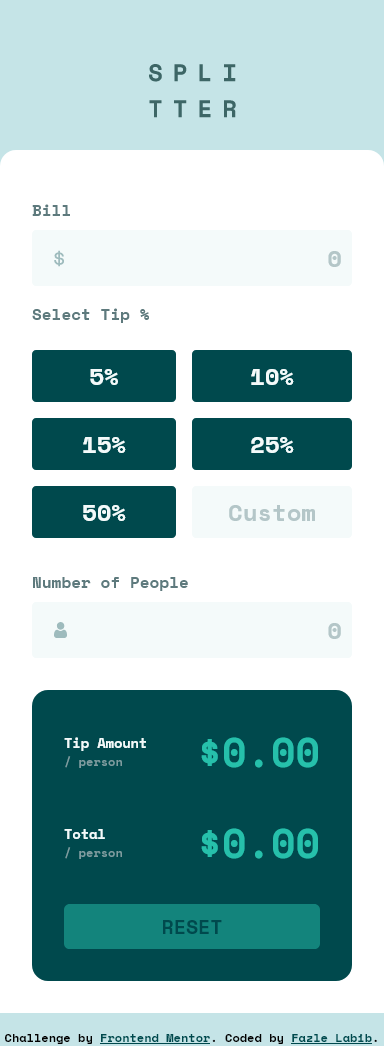 SPLI
TTER
Bill
$ 0
Select Tip %
5% 10%
15% 25%
50% Custom
Number of People
0
Tip Amount
/ person
$0.00
Total
/ person
$0.00
RESET
Challenge by Frontend Mentor. Coded by Fazle Labib.